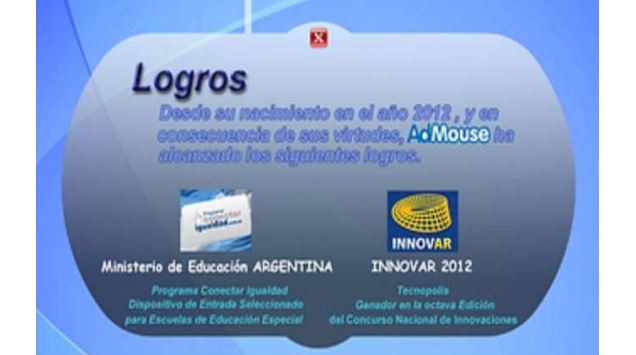 X
Logros
Desde su nacimiento en el año 2012 , y en
consecuencia de sus virtudes, AdMouse ha
alcanzado los siguientes logros.
Programa
conectar
igualdad
INNOVAR
Ministerio de Educación ARGENTINA
INNOVAR 2012
Programa Conectar Igualdad
Dispositivo de Entrada Seleccionado
para Escuelas de Educación Especial
Tecnopolis
Ganador en la octava Edición
del Concurso Nacional de Innovaciones